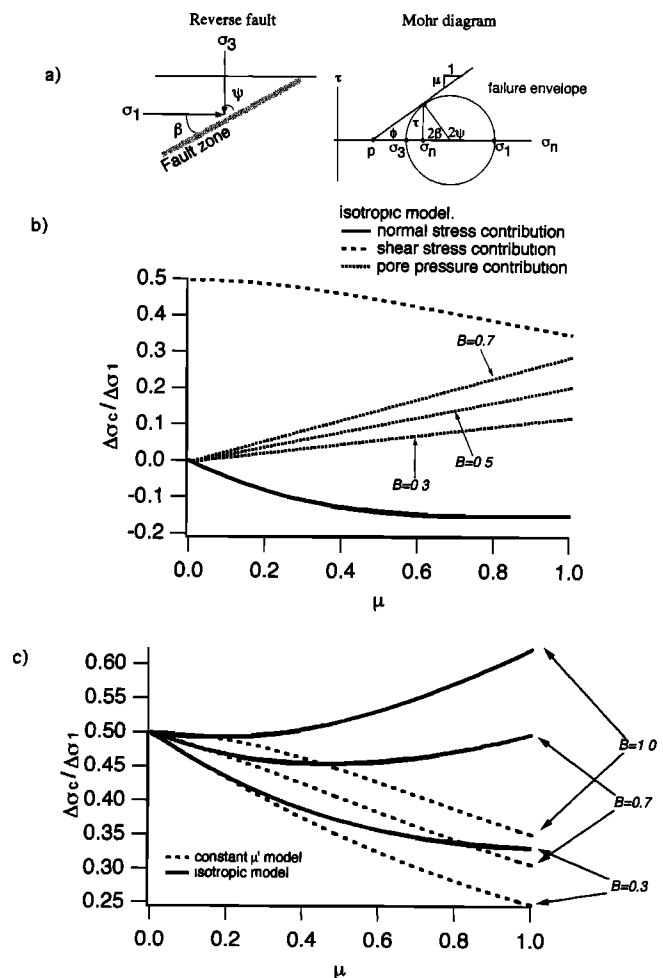 Reverse fault
Mohr diagram
a)
σ3
ψ
σ1
β
Fault zone
τ
1
μ
failure envelope
τ
ϕ
2β 2ψ
p
σ3
σn
σ1
σn
b)
isotropic model.
normal stress contribution
shear stress contribution
pore pressure contribution
Δσc/Δσ1
0.5
0.4
0.3
0.2
0.1
0.0
-0.1
-0.2
B=0.7
B=0 5
B=0 3
0.0 0.2 0.4 0.6 0.8 1.0
μ
c)
Δσc/Δσ1
0.60
0.55
0.50
0.45
0.40
0.35
0.30
0.25
B=1 0
B=0.7
B=0.3
constant μ' model
isotropic model
0.0 0.2 0.4 0.6 0.8 1.0
μ